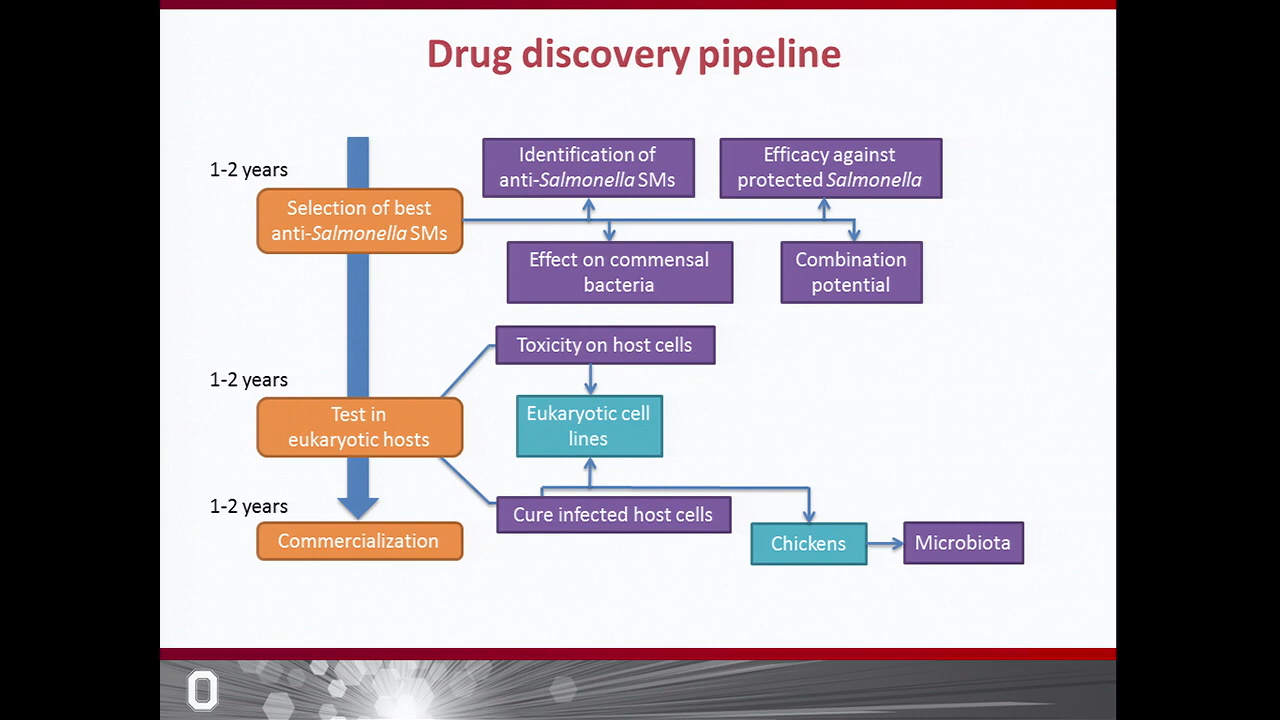 Drug discovery pipeline
1-2 years
Selection of best
anti-Salmonella SMs
Identification of
anti-Salmonella SMs
Efficacy against
protected Salmonella
Effect on commensal
bacteria
Combination
potential
1-2 years
Test in
eukaryotic hosts
Toxicity on host cells
Eukaryotic cell
lines
Cure infected host cells
Chickens
Microbiota
1-2 years
Commercialization
O